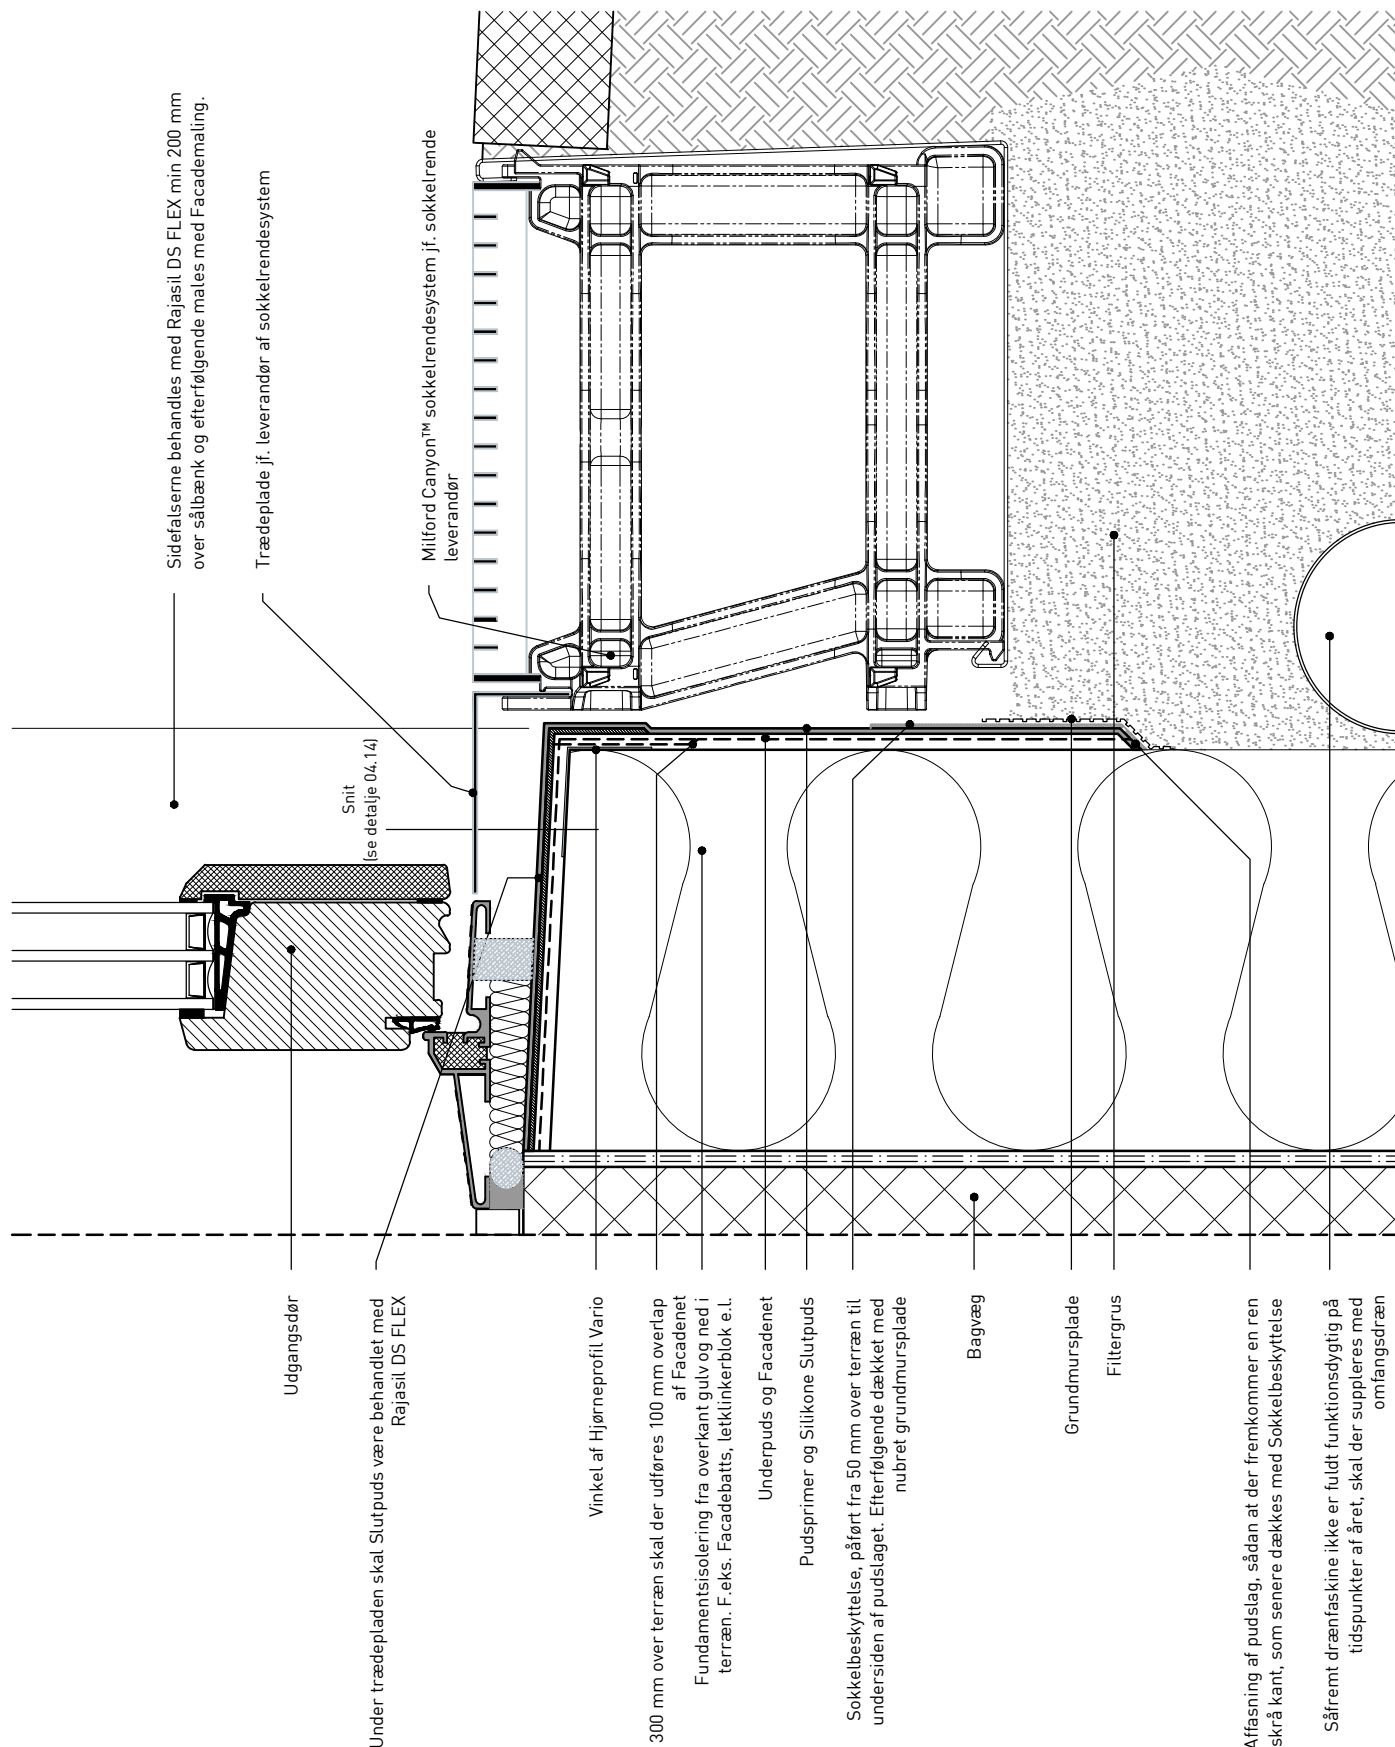 Sidefalserne behandles med Rajasil DS FLEX min 200 mm
over sålbænk og efterfølgende males med Facademaling.
Trædeplade jf. leverandør af sokkelrendesystem
Milford Canyon™ sokkelrendesystem jf. sokkelrende
leverandør
Snit
(se detalje 04.14)
Udgangsdør
Under trædepladen skal Slutpuds være behandlet med
Rajasil DS FLEX
Vinkel af Hjørneprofil Vario
300 mm over terræn skal der udføres 100 mm overlap
af Facadenet
Fundamentsisolering fra overkant gulv og ned i
terræn. F.eks. Facadebatts, letklinkerblok e.l.
Underpuds og Facadenet
Pudsprimer og Silikone Slutpuds
Sokkelbeskyttelse, påført fra 50 mm over terræn til
undersiden af pudslaget. Efterfølgende dækket med
nubret grundmursplade
Bagvæg
Grundmursplade
Filtergrus
Affasning af pudslag, sådan at der fremkommer en ren
skrå kant, som senere dækkes med Sokkelbeskyttelse
Såfremt drænfaskine ikke er fuldt funktionsdygtig på
tidspunkter af året, skal der suppleres med
omfangsdræn